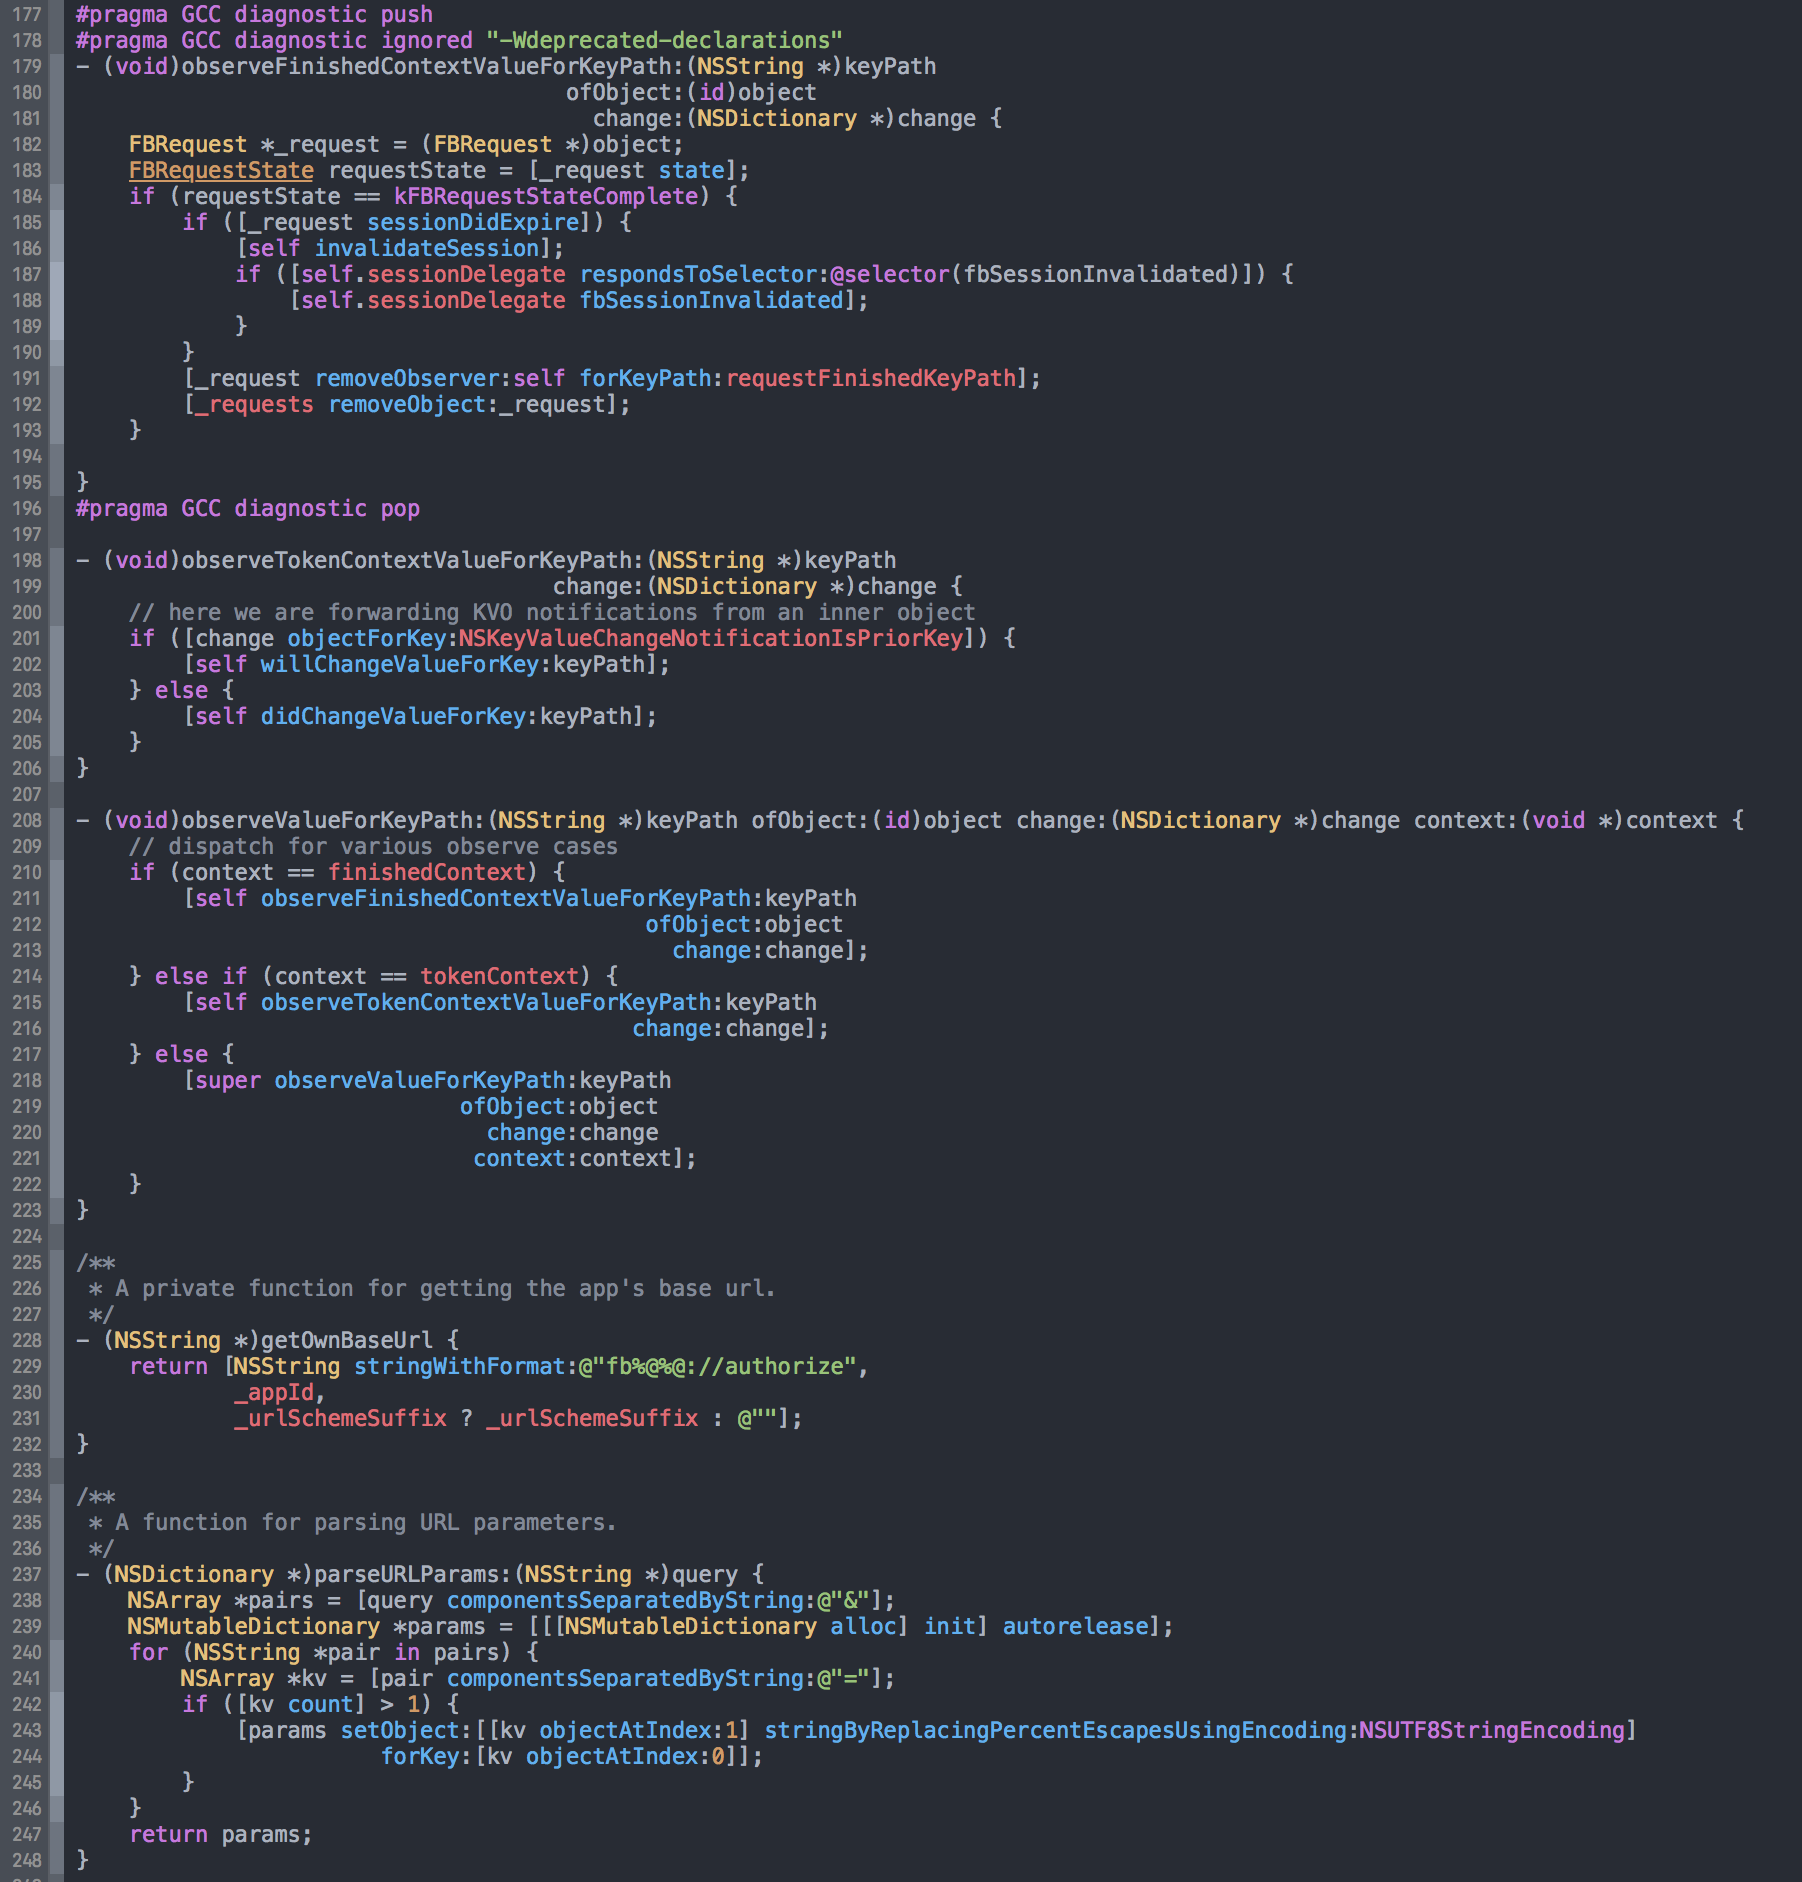 177 #pragma GCC diagnostic push
178 #pragma GCC diagnostic ignored "-Wdeprecated-declarations"
179 - (void)observeFinishedContextValueForKeyPath:(NSString *)keyPath
180                                      ofObject:(id)object
181                                        change:(NSDictionary *)change {
182     FBRequest *_request = (FBRequest *)object;
183     FBRequestState requestState = [_request state];
184     if (requestState == kFBRequestStateComplete) {
185         if ([_request sessionDidExpire]) {
186             [self invalidateSession];
187             if ([self.sessionDelegate respondsToSelector:@selector(fbSessionInvalidated)]) {
188                 [self.sessionDelegate fbSessionInvalidated];
189             }
190         }
191         [_request removeObserver:self forKeyPath:requestFinishedKeyPath];
192         [_requests removeObject:_request];
193     }
194
195 }
196 #pragma GCC diagnostic pop
197
198 - (void)observeTokenContextValueForKeyPath:(NSString *)keyPath
199                                     change:(NSDictionary *)change {
200     // here we are forwarding KVO notifications from an inner object
201     if ([change objectForKey:NSKeyValueChangeNotificationIsPriorKey]) {
202         [self willChangeValueForKey:keyPath];
203     } else {
204         [self didChangeValueForKey:keyPath];
205     }
206 }
207
208 - (void)observeValueForKeyPath:(NSString *)keyPath ofObject:(id)object change:(NSDictionary *)change context:(void *)context {
209     // dispatch for various observe cases
210     if (context == finishedContext) {
211         [self observeFinishedContextValueForKeyPath:keyPath
212                                            ofObject:object
213                                              change:change];
214     } else if (context == tokenContext) {
215         [self observeTokenContextValueForKeyPath:keyPath
216                                           change:change];
217     } else {
218         [super observeValueForKeyPath:keyPath
219                              ofObject:object
220                                change:change
221                               context:context];
222     }
223 }
224
225 /**
226  * A private function for getting the app's base url.
227  */
228 - (NSString *)getOwnBaseUrl {
229     return [NSString stringWithFormat:@"fb%@%@://authorize",
230             _appId,
231             _urlSchemeSuffix ? _urlSchemeSuffix : @""];
232 }
233
234 /**
235  * A function for parsing URL parameters.
236  */
237 - (NSDictionary *)parseURLParams:(NSString *)query {
238     NSArray *pairs = [query componentsSeparatedByString:@"&"];
239     NSMutableDictionary *params = [[[NSMutableDictionary alloc] init] autorelease];
240     for (NSString *pair in pairs) {
241         NSArray *kv = [pair componentsSeparatedByString:@"="];
242         if ([kv count] > 1) {
243             [params setObject:[[kv objectAtIndex:1] stringByReplacingPercentEscapesUsingEncoding:NSUTF8StringEncoding]
244                        forKey:[kv objectAtIndex:0]];
245         }
246     }
247     return params;
248 }